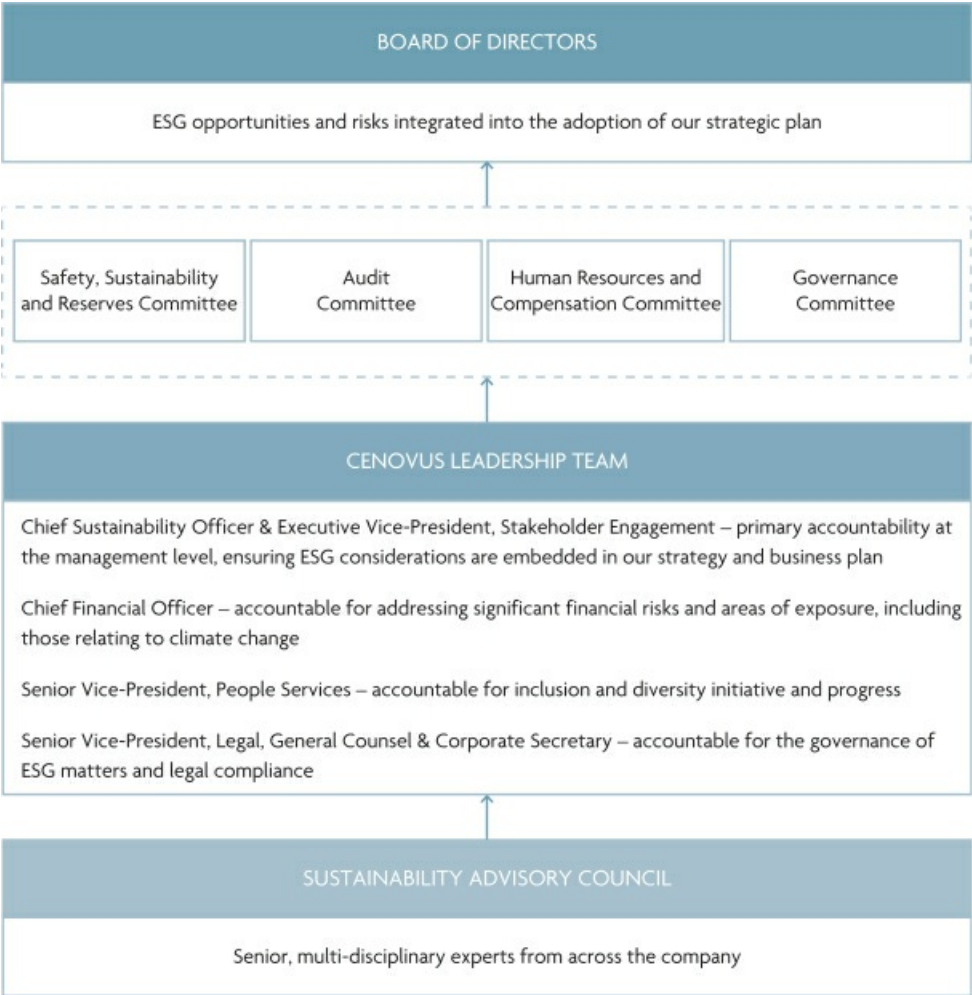 BOARD OF DIRECTORS
ESG opportunities and risks integrated into the adoption of our strategic plan
Safety, Sustainability
and Reserves Committee
Audit
Committee
Human Resources and
Compensation Committee
Governance
Committee
CENOVUS LEADERSHIP TEAM
Chief Sustainability Officer & Executive Vice-President, Stakeholder Engagement – primary accountability at
the management level, ensuring ESG considerations are embedded in our strategy and business plan
Chief Financial Officer – accountable for addressing significant financial risks and areas of exposure, including
those relating to climate change
Senior Vice-President, People Services – accountable for inclusion and diversity initiative and progress
Senior Vice-President, Legal, General Counsel & Corporate Secretary – accountable for the governance of
ESG matters and legal compliance
SUSTAINABILITY ADVISORY COUNCIL
Senior, multi-disciplinary experts from across the company